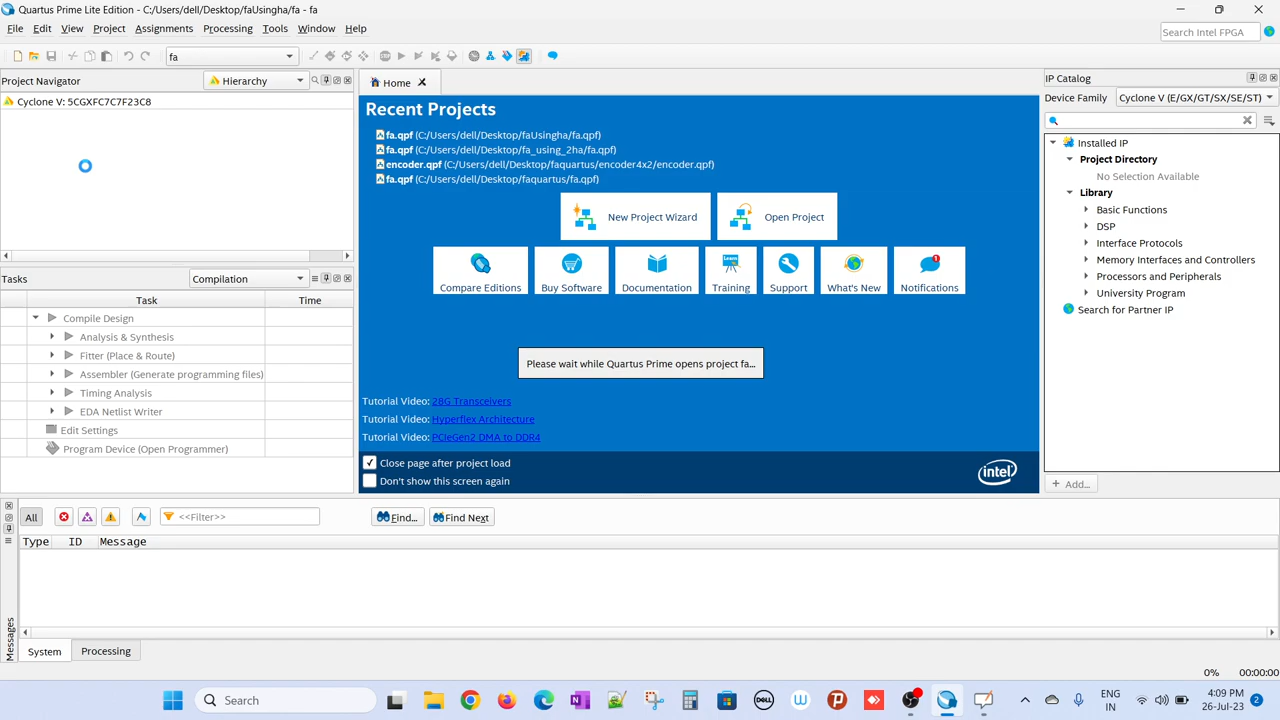 Quartus Prime Lite Edition - C:/Users/dell/Desktop/faUsingha/fa - fa
File Edit View Project Assignments Processing Tools Window Help
Search Intel FPGA
fa
Project Navigator
Hierarchy
Cyclone V: 5CGXFC7C7F23C8
Tasks
Compilation
Task Time
Compile Design
Analysis & Synthesis
Fitter (Place & Route)
Assembler (Generate programming files)
Timing Analysis
EDA Netlist Writer
Edit Settings
Program Device (Open Programmer)
Home
Recent Projects
fa.qpf (C:/Users/dell/Desktop/faUsingha/fa.qpf)
fa.qpf (C:/Users/dell/Desktop/fa_using_2ha/fa.qpf)
encoder.qpf (C:/Users/dell/Desktop/faquartus/encoder4x2/encoder.qpf)
fa.qpf (C:/Users/dell/Desktop/faquartus/fa.qpf)
New Project Wizard
Open Project
Compare Editions
Buy Software
Documentation
Learn
Training
Support
What's New
1
Notifications
Please wait while Quartus Prime opens project fa...
Tutorial Video: 28G Transceivers
Tutorial Video: Hyperflex Architecture
Tutorial Video: PCIeGen2 DMA to DDR4
Close page after project load
Don't show this screen again
intel
IP Catalog
Device Family Cyclone V (E/GX/GT/SX/SE/ST)
Installed IP
Project Directory
No Selection Available
Library
Basic Functions
DSP
Interface Protocols
Memory Interfaces and Controllers
Processors and Peripherals
University Program
Search for Partner IP
+ Add...
Messages
All
<<Filter>>
Find...
Find Next
Type ID Message
System Processing
0% 00:00:00
Search
DELL
ENG
IN
4:09 PM
26-Jul-23
2